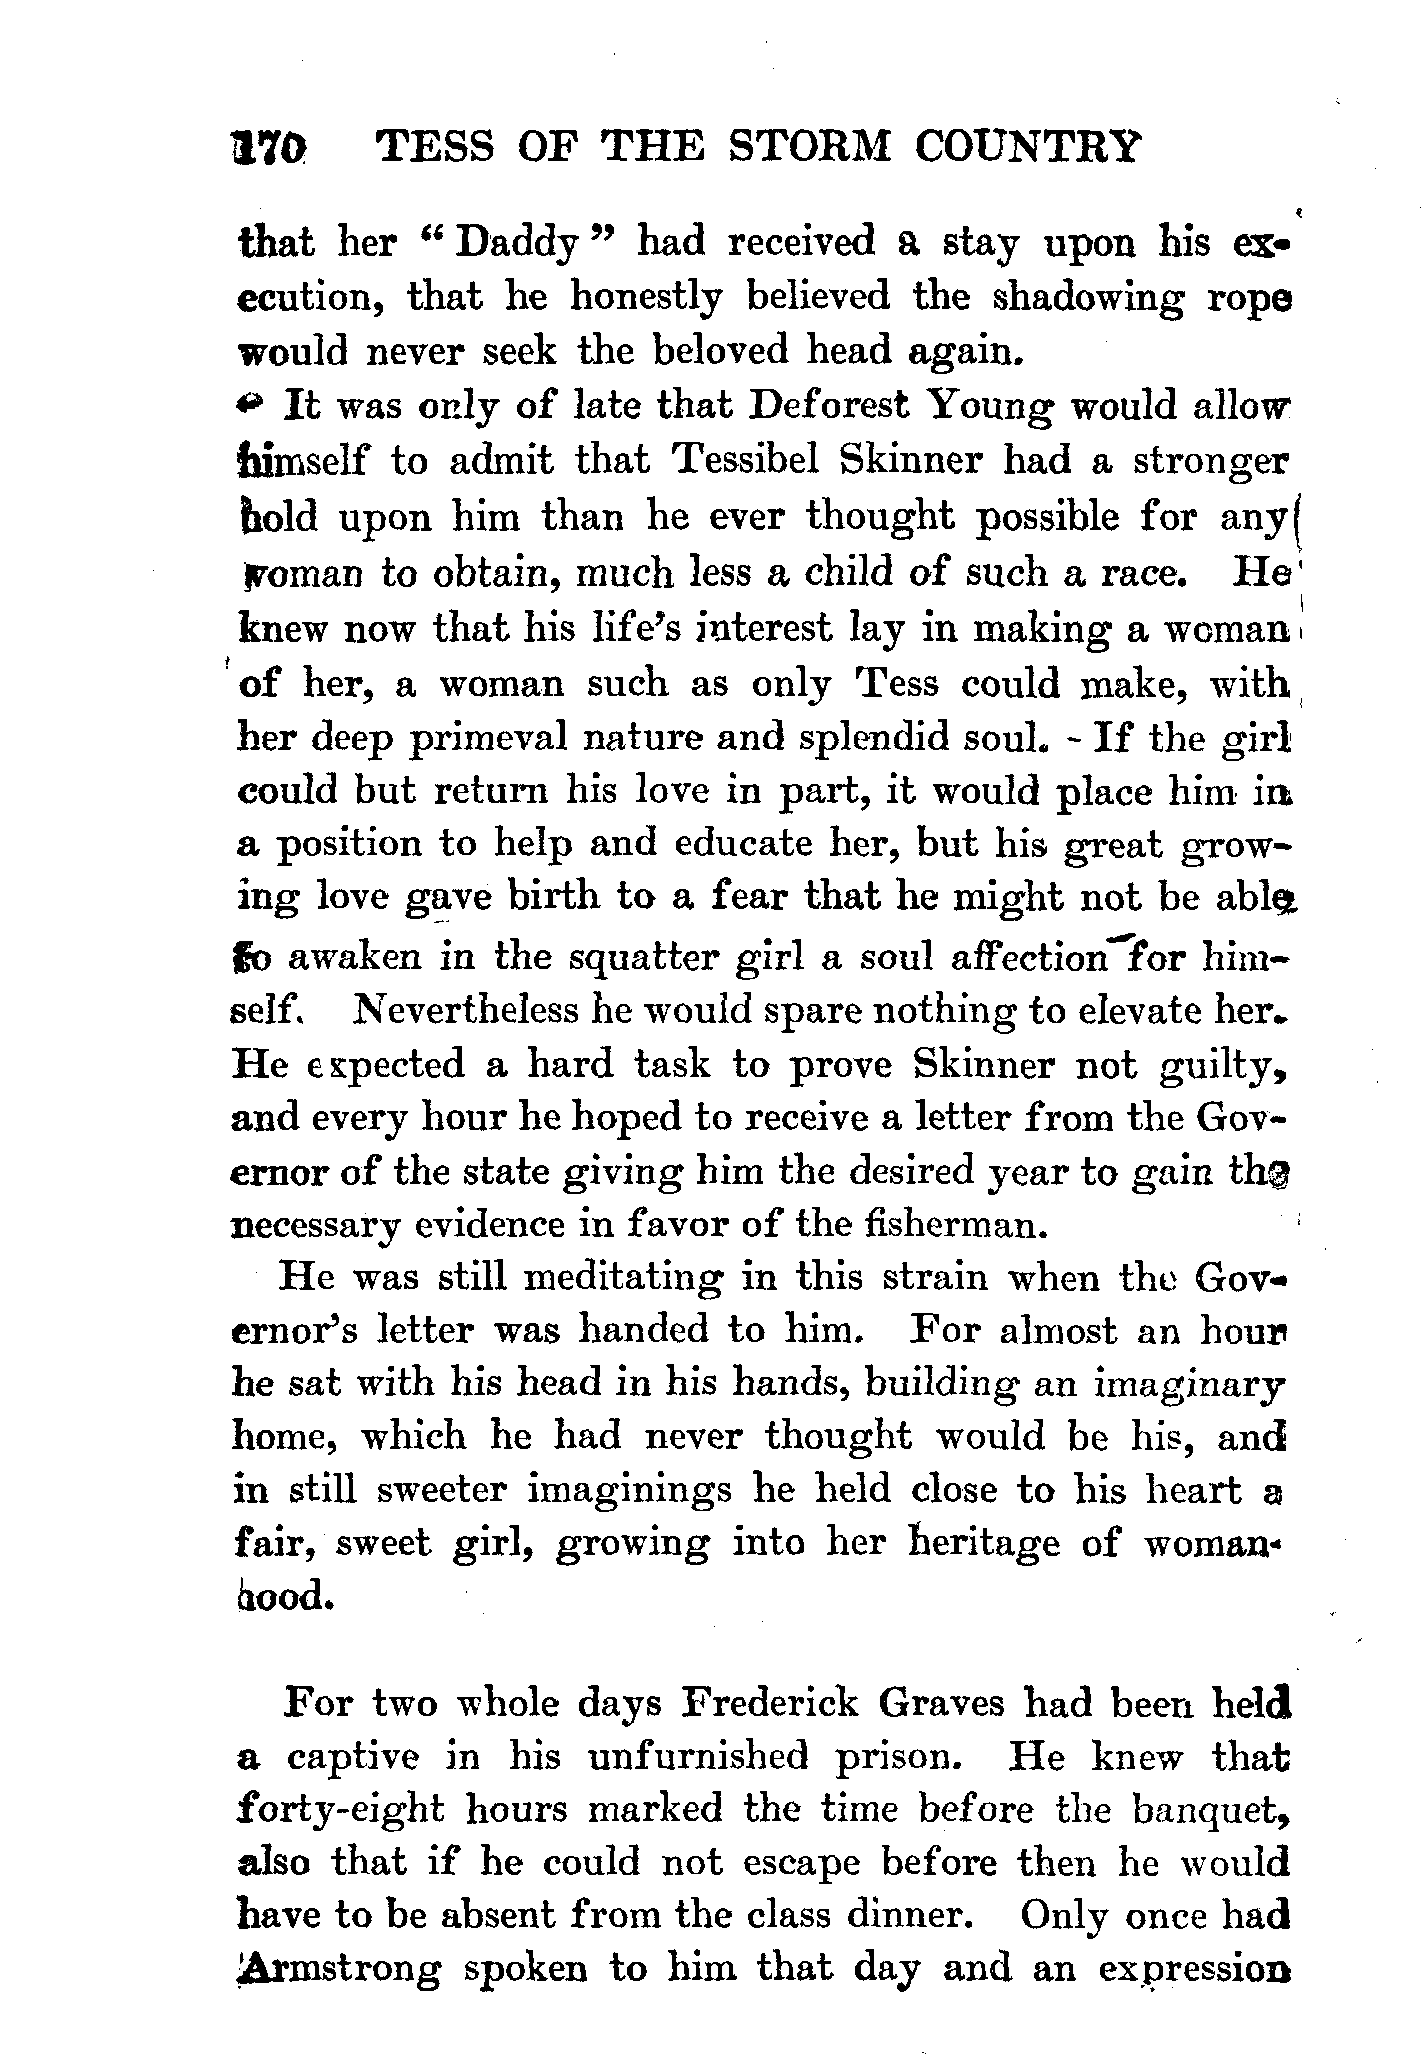 170 TESS OF THE STORM COUNTRY
that her “ Daddy ” had received a stay upon his ex-
ecution, that he honestly believed the shadowing rope
would never seek the beloved head again.
It was only of late that Deforest Young would allow
himself to admit that Tessibel Skinner had a stronger
hold upon him than he ever thought possible for any
woman to obtain, much less a child of such a race. He
knew now that his life’s interest lay in making a woman
of her, a woman such as only Tess could make, with
her deep primeval nature and splendid soul. If the girl
could but return his love in part, it would place him in
a position to help and educate her, but his great grow-
ing love gave birth to a fear that he might not be able
to awaken in the squatter girl a soul affection for him-
self. Nevertheless he would spare nothing to elevate her.
He expected a hard task to prove Skinner not guilty,
and every hour he hoped to receive a letter from the Gov-
ernor of the state giving him the desired year to gain the
necessary evidence in favor of the fisherman.
He was still meditating in this strain when the Gov-
ernor’s letter was handed to him. For almost an hour
he sat with his head in his hands, building an imaginary
home, which he had never thought would be his, and
in still sweeter imaginings he held close to his heart a
fair, sweet girl, growing into her heritage of woman-
hood.
For two whole days Frederick Graves had been held
a captive in his unfurnished prison. He knew that
forty-eight hours marked the time before the banquet,
also that if he could not escape before then he would
have to be absent from the class dinner. Only once had
Armstrong spoken to him that day and an expression